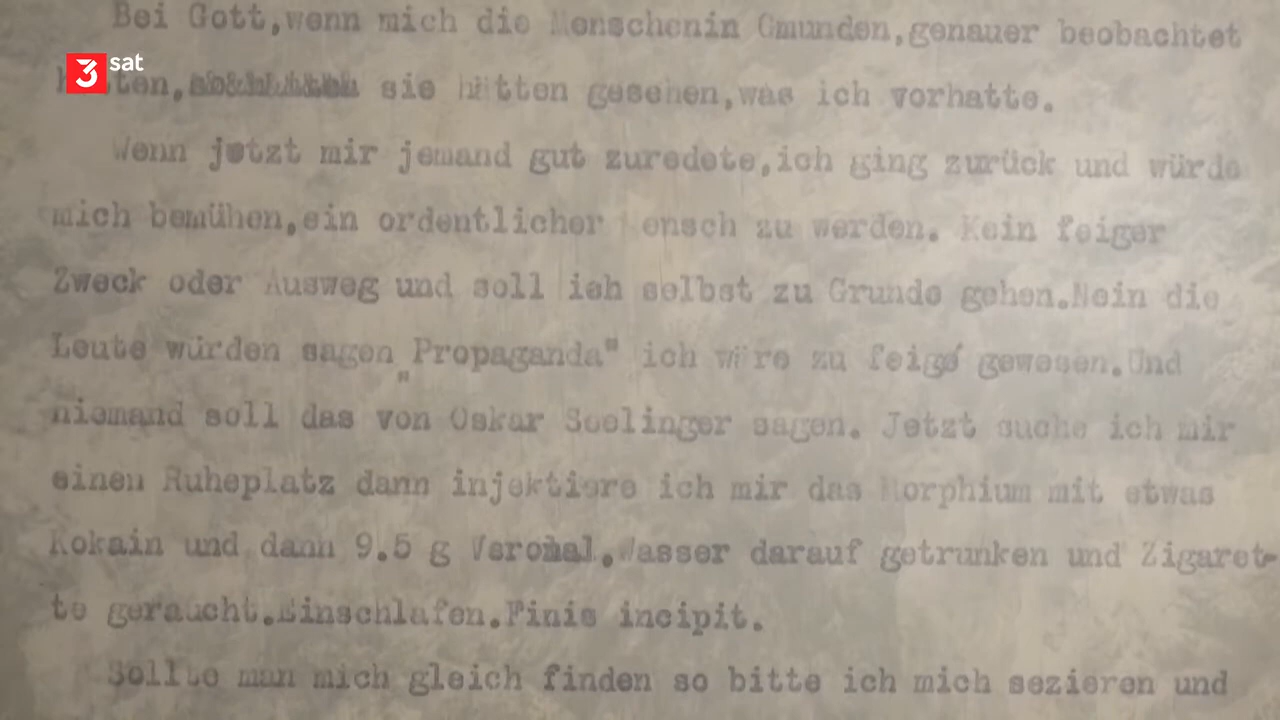 3sat
Bei Gott,wenn mich die Menschenin Gmunden,genauer beobachtet
hätten, sie hätten gesehen,was ich vorhatte.
Wenn jetzt mir jemand gut zuredete,ich ging zurück und würde
mich bemühen,ein ordentlicher Mensch zu werden. Kein feiger
Zweck oder Ausweg und soll ich selbst zu Grunde gehen.Nein die
Leute würden sagen „Propaganda" ich wäre zu feige gewesen.Und
niemand soll das von Oskar Seelinger sagen. Jetzt suche ich mir
einen Ruheplatz dann injektiere ich mir das Morphium mit etwas
Kokain und dann 9.5 g Veronal.Wasser darauf getrunken und Zigaret-
te geraucht.Einschlafen.Finis incipit.
Sollte man mich gleich finden so bitte ich mich sezieren und